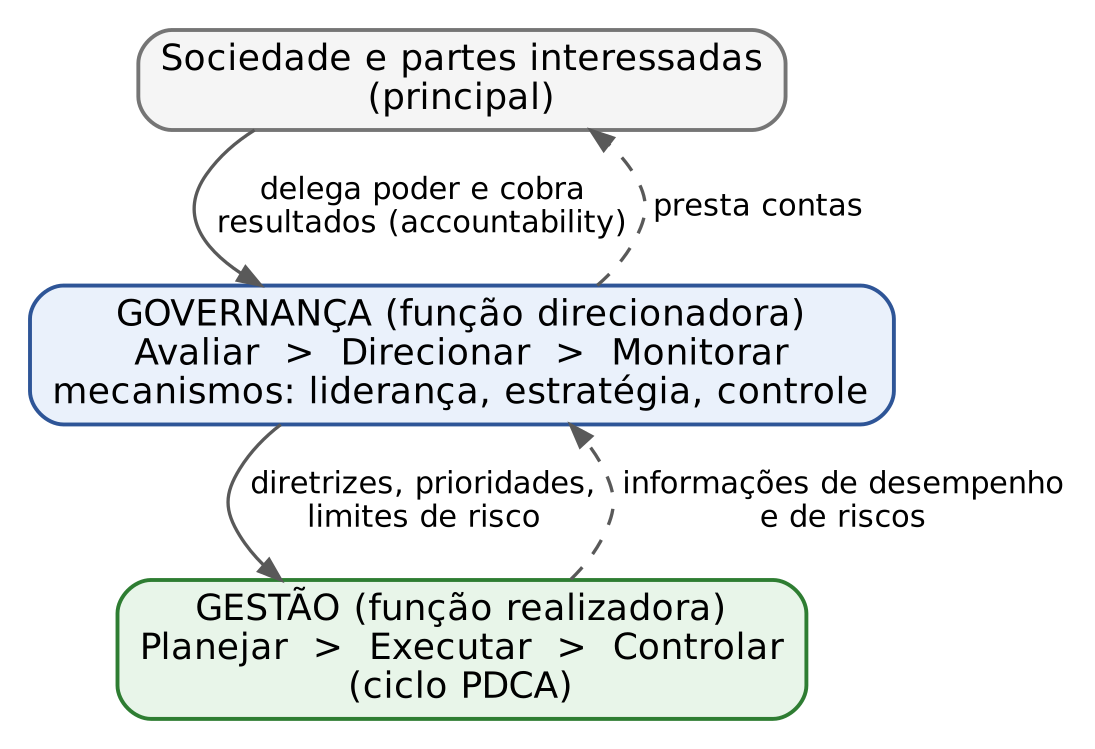 Sociedade e partes interessadas
(principal)
delega poder e cobra
resultados (accountability)
presta contas
GOVERNANÇA (função direcionadora)
Avaliar > Direcionar > Monitorar
mecanismos: liderança, estratégia, controle
diretrizes, prioridades,
limites de risco
informações de desempenho
e de riscos
GESTÃO (função realizadora)
Planejar > Executar > Controlar
(ciclo PDCA)